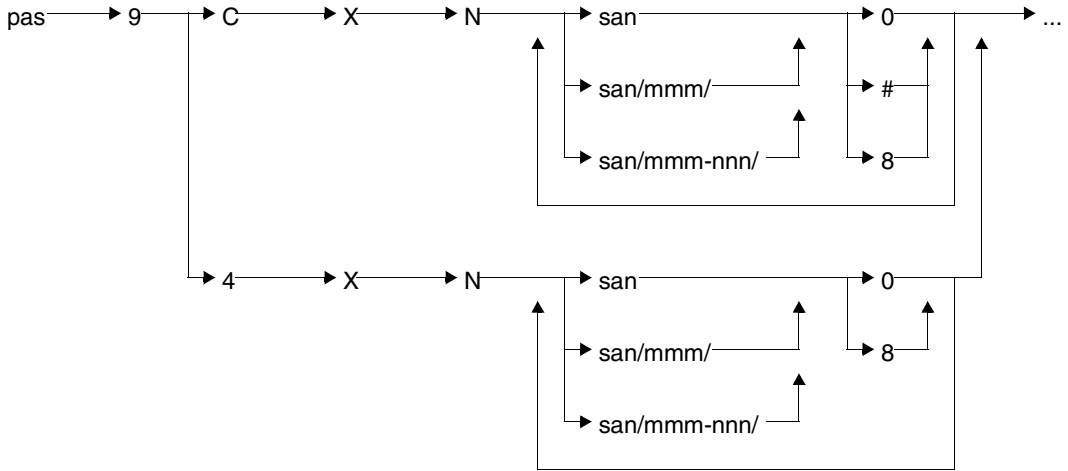 pas 9 C X N san 0 ...
san/mmm/ #
san/mmm-nnn/ 8
4 X N san 0
san/mmm/ 8
san/mmm-nnn/